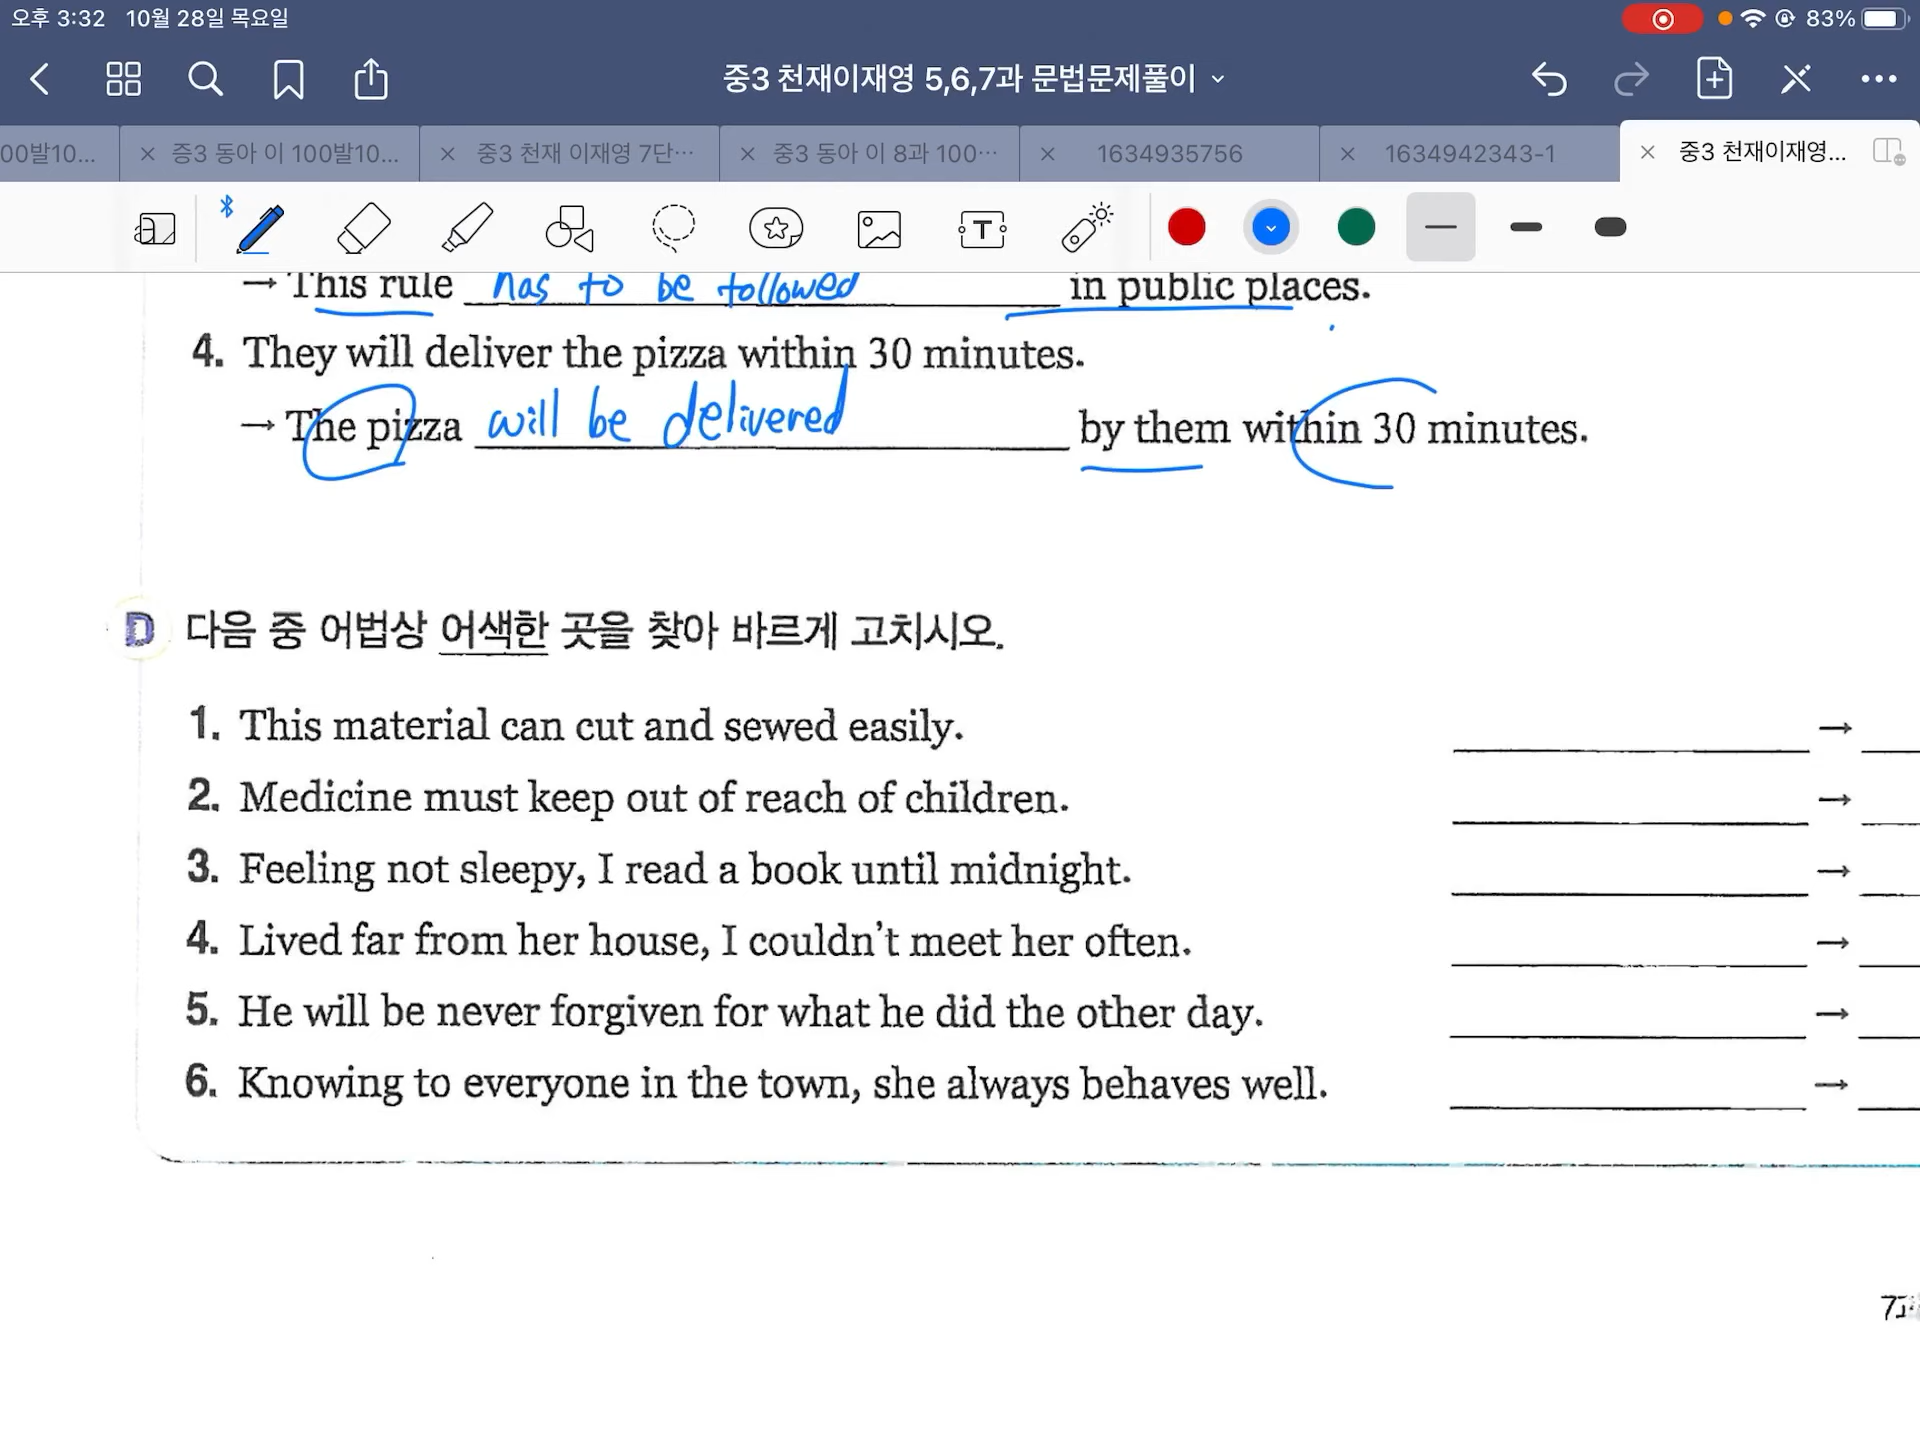 오후 3:32 10월 28일 목요일
83%
중3 천재이재영 5,6,7과 문법문제풀이
00발10...
중3 동아 이 100발10...
중3 천재 이재영 7단…
중3 동아 이 8과 100…
1634935756
1634942343-1
중3 천재이재영...
→ This rule has to be followed in public places.
4. They will deliver the pizza within 30 minutes.
→ The pizza will be delivered by them within 30 minutes.
D 다음 중 어법상 어색한 곳을 찾아 바르게 고치시오.
1. This material can cut and sewed easily. →
2. Medicine must keep out of reach of children. →
3. Feeling not sleepy, I read a book until midnight. →
4. Lived far from her house, I couldn't meet her often. →
5. He will be never forgiven for what he did the other day. →
6. Knowing to everyone in the town, she always behaves well. →